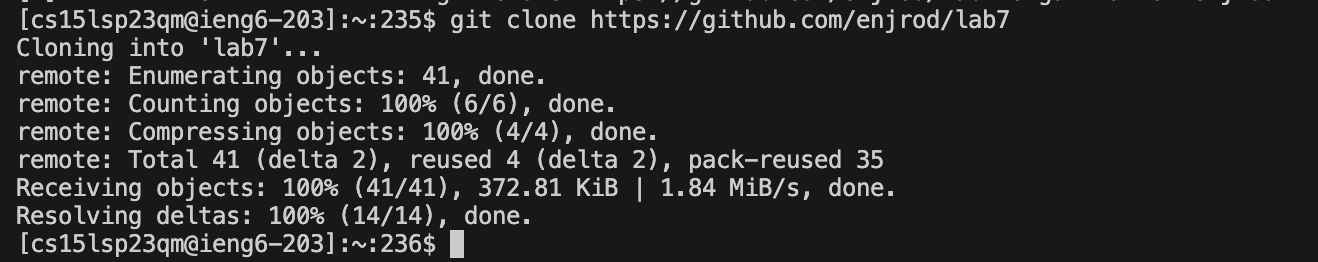 [cs15lsp23qm@ieng6-203]:~:235$ git clone https://github.com/enjrod/lab7
Cloning into 'lab7'...
remote: Enumerating objects: 41, done.
remote: Counting objects: 100% (6/6), done.
remote: Compressing objects: 100% (4/4), done.
remote: Total 41 (delta 2), reused 4 (delta 2), pack-reused 35
Receiving objects: 100% (41/41), 372.81 KiB | 1.84 MiB/s, done.
Resolving deltas: 100% (14/14), done.
[cs15lsp23qm@ieng6-203]:~:236$